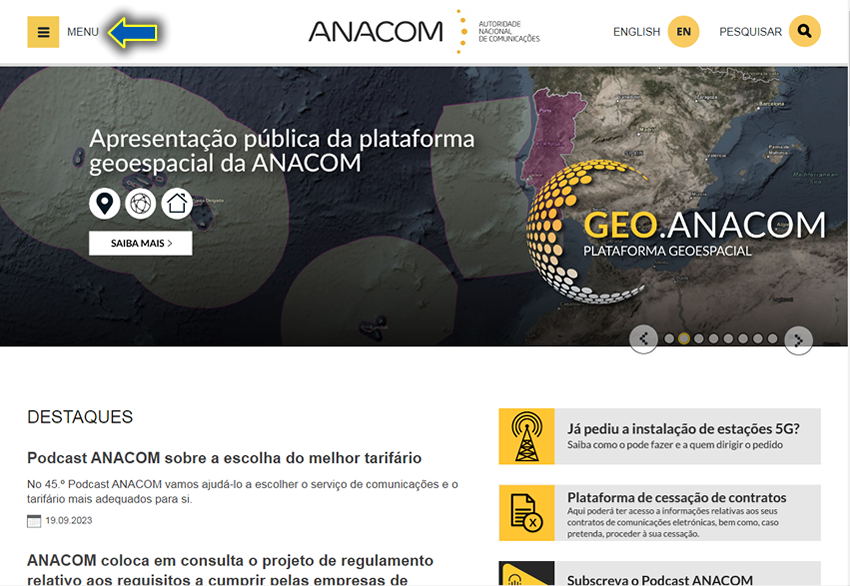 MENU
ANACOM
AUTORIDADE
NACIONAL
DE COMUNICAÇÕES
ENGLISH EN
PESQUISAR
Apresentação pública da plataforma
geoespacial da ANACOM
SAIBA MAIS >
GEO.ANACOM
PLATAFORMA GEOESPACIAL
Barcelona
Madrid
Valencia
DESTAQUES
Podcast ANACOM sobre a escolha do melhor tarifário
No 45.º Podcast ANACOM vamos ajudá-lo a escolher o serviço de comunicações e o
tarifário mais adequados para si.
19.09.2023
ANACOM coloca em consulta o projeto de regulamento
relativo aos requisitos a cumprir pelas empresas de
Já pediu a instalação de estações 5G?
Saiba como o pode fazer e a quem dirigir o pedido
Plataforma de cessação de contratos
Aqui poderá ter acesso a informações relativas aos seus
contratos de comunicações eletrónicas, bem como, caso
pretenda, proceder à sua cessação.
Subscreva o Podcast ANACOM